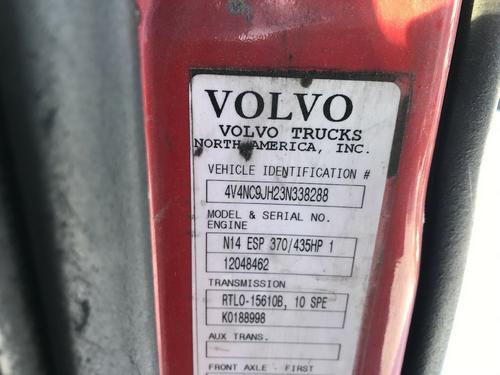 VOLVO
VOLVO TRUCKS
NORTH AMERICA, INC.
VEHICLE IDENTIFICATION #
4V4NC9JH23N338288
MODEL & SERIAL NO.
ENGINE
N14 ESP 370/435HP 1
12048462
TRANSMISSION
RTLO-15610B, 10 SPE
K0188998
AUX TRANS.
FRONT AXLE - FIRST